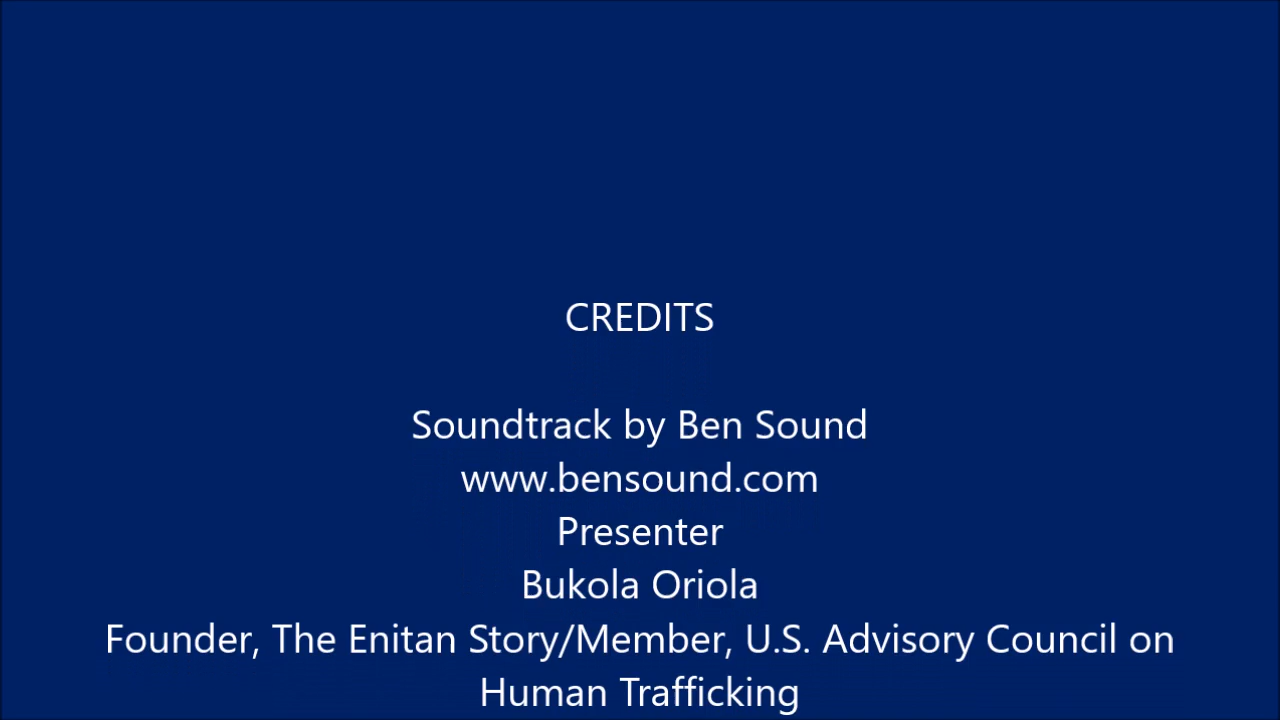 CREDITS
Soundtrack by Ben Sound
www.bensound.com
Presenter
Bukola Oriola
Founder, The Enitan Story/Member, U.S. Advisory Council on
Human Trafficking